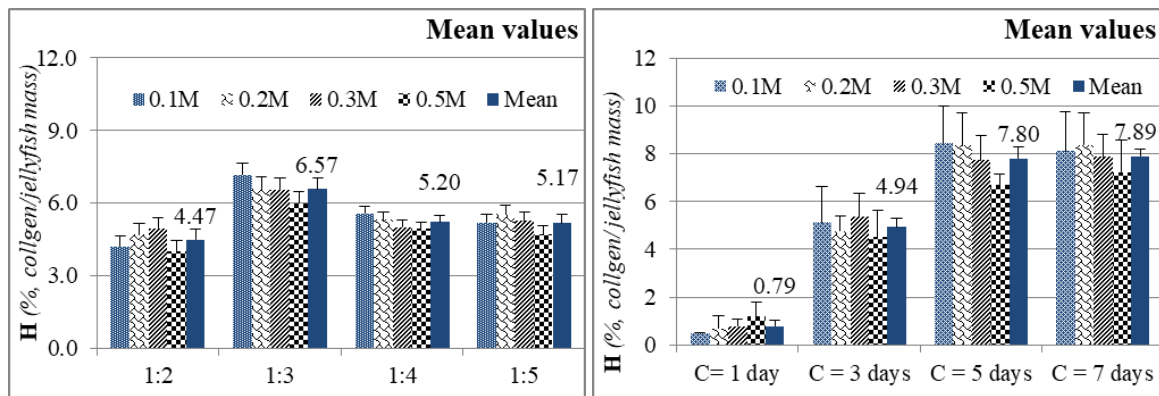 Mean values
H (%, collgen/jellyfish mass)
12.0
9.0
6.0
3.0
0.0
0.1M 0.2M 0.3M 0.5M Mean
4.47
6.57
5.20
5.17
1:2 1:3 1:4 1:5
Mean values
H (%, collgen/jellyfish mass)
12
10
8
6
4
2
0
0.1M 0.2M 0.3M 0.5M Mean
0.79
4.94
7.80
7.89
C= 1 day C = 3 days C = 5 days C = 7 days